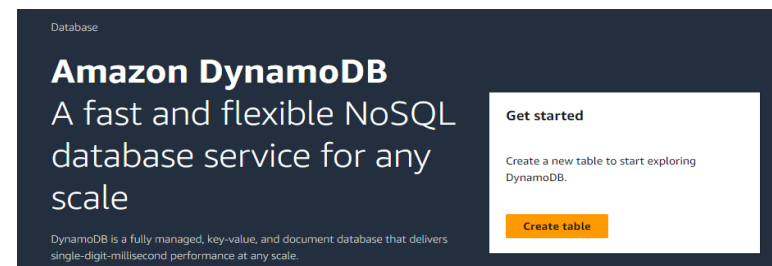 Database
Amazon DynamoDB
A fast and flexible NoSQL
database service for any
scale
DynamoDB is a fully managed, key-value, and document database that delivers
single-digit-millisecond performance at any scale.
Get started
Create a new table to start exploring
DynamoDB.
Create table